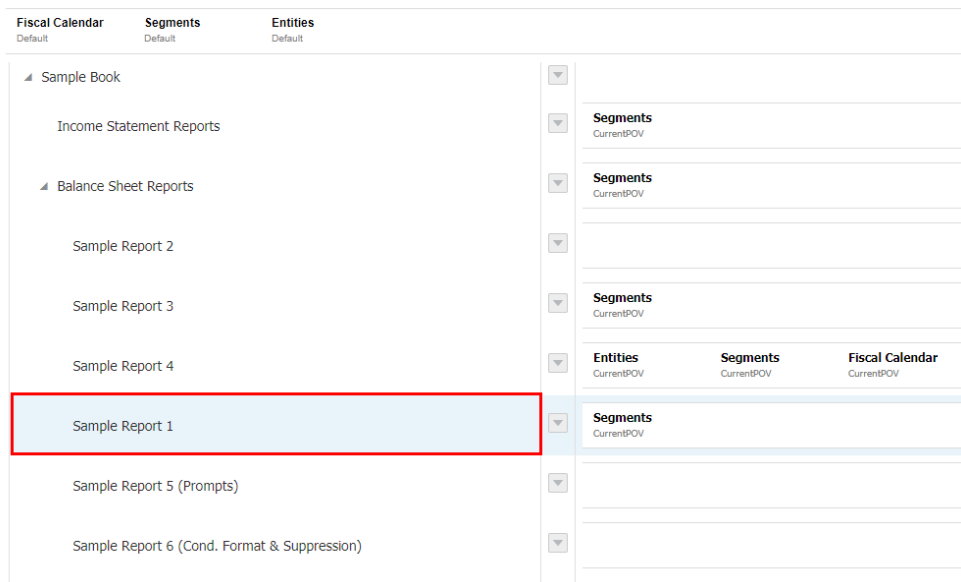 Fiscal Calendar Segments Entities
Default Default Default
Sample Book
Income Statement Reports
Segments
CurrentPOV
Balance Sheet Reports
Segments
CurrentPOV
Sample Report 2
Sample Report 3
Segments
CurrentPOV
Sample Report 4
Entities Segments Fiscal Calendar
CurrentPOV CurrentPOV CurrentPOV
Sample Report 1
Segments
CurrentPOV
Sample Report 5 (Prompts)
Sample Report 6 (Cond. Format & Suppression)